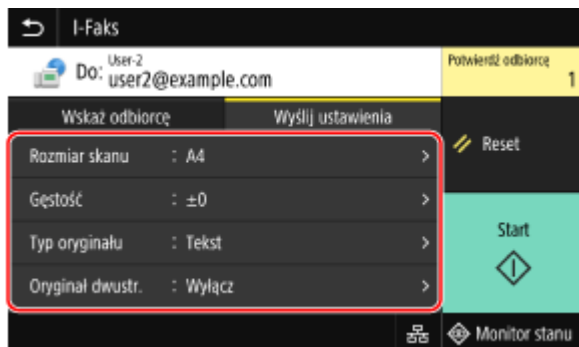 I-Faks
Do: User-2
user2@example.com
Potwierdź odbiorcę
1
Wskaż odbiorcę
Wyślij ustawienia
Reset
Rozmiar skanu : A4 >
Gęstość : ±0 >
Typ oryginału : Tekst >
Oryginał dwustr. : Wyłącz >
Start
Monitor stanu